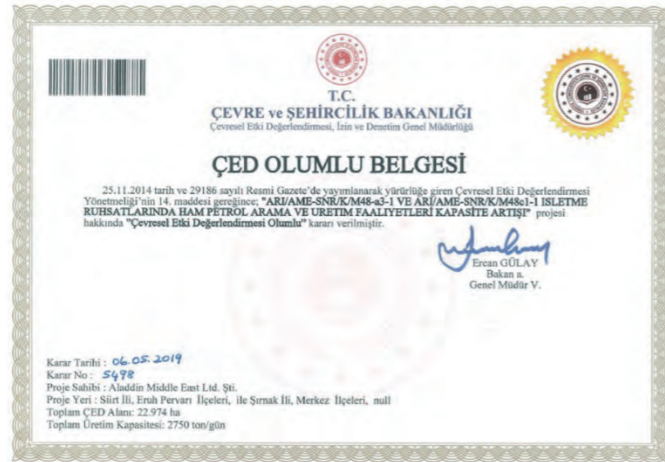 T.C.
ÇEVRE ve ŞEHİRCİLİK BAKANLIĞI
Çevresel Etki Değerlendirmesi, İzin ve Denetim Genel Müdürlüğü
ÇED OLUMLU BELGESİ
25.11.2014 tarih ve 29186 sayılı Resmi Gazete'de yayımlanarak yürürlüğe giren Çevresel Etki Değerlendirmesi
Yönetmeliği'nin 14. maddesi gereğince; "ARI/AME-SNR/K/M48-a3-1 VE ARI/AME-SNR/K/M48c1-1 ISLETME
RUHSATLARINDA HAM PETROL ARAMA VE URETIM FAALIYETLERİ KAPASİTE ARTIŞI" projesi
hakkında "Çevresel Etki Değerlendirmesi Olumlu" kararı verilmiştir.
Ercan GÜLAY
Bakan a.
Genel Müdür V.
Karar Tarihi : 06.05.2019
Karar No : 5498
Proje Sahibi : Aladdin Middle East Ltd. Şti.
Proje Yeri : Siirt İli, Eruh Pervarı İlçeleri, ile Şırnak İli, Merkez İlçeleri, null
Toplam ÇED Alanı: 22.974 ha
Toplam Üretim Kapasitesi: 2750 ton/gün